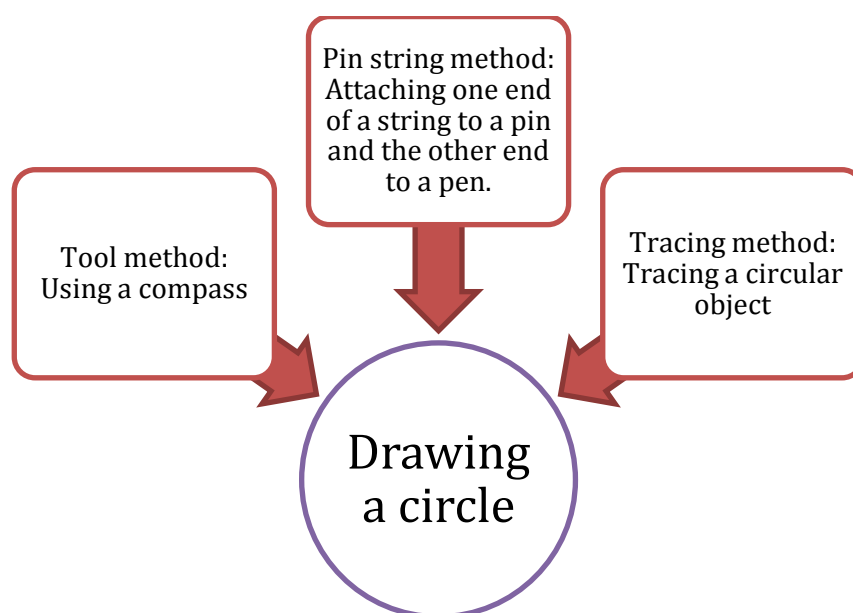 Pin string method:
Attaching one end
of a string to a pin
and the other end
to a pen.
Tool method:
Using a compass
Tracing method:
Tracing a circular
object
Drawing
a circle